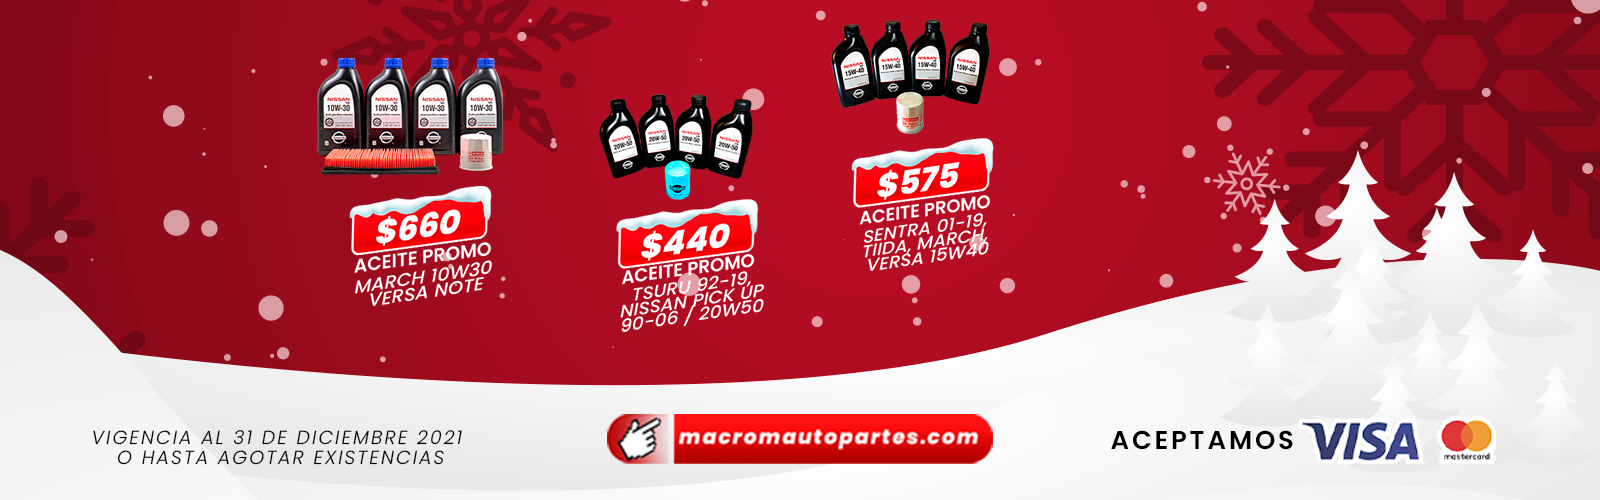 NISSAN
10W-30
NISSAN
10W-30
NISSAN
10W-30
NISSAN
10W-30
$660
ACEITE PROMO
MARCH 10W30
VERSA NOTE
NISSAN
20W-50
NISSAN
20W-50
NISSAN
20W-50
NISSAN
20W-50
$440
ACEITE PROMO
TSURU 92-19,
NISSAN PICK UP
90-06 / 20W50
NISSAN
15W-40
NISSAN
15W-40
NISSAN
15W-40
NISSAN
15W-40
$575
ACEITE PROMO
SENTRA 01-19,
TIIDA, MARCH,
VERSA 15W40
VIGENCIA AL 31 DE DICIEMBRE 2021
O HASTA AGOTAR EXISTENCIAS
macromautopartes.com
ACEPTAMOS VISA
mastercard